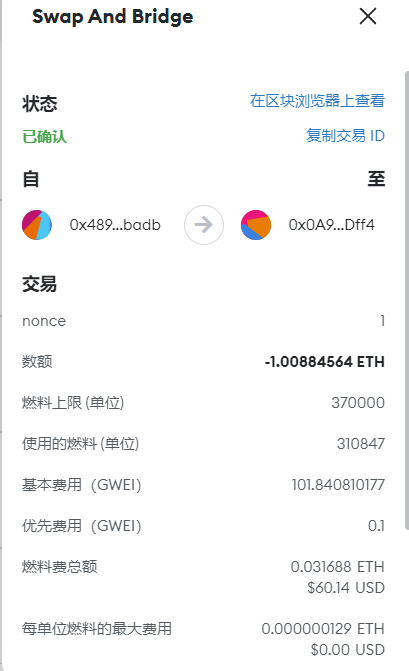 Swap And Bridge
状态 在区块浏览器上查看
已确认 复制交易 ID
自 至
0x489...badb 0x0A9...Dff4
交易
nonce 1
数额 -1.00884564 ETH
燃料上限 (单位) 370000
使用的燃料 (单位) 310847
基本费用（GWEI） 101.840810177
优先费用（GWEI） 0.1
燃料费总额 0.031688 ETH
$60.14 USD
每单位燃料的最大费用 0.000000129 ETH
$0.00 USD